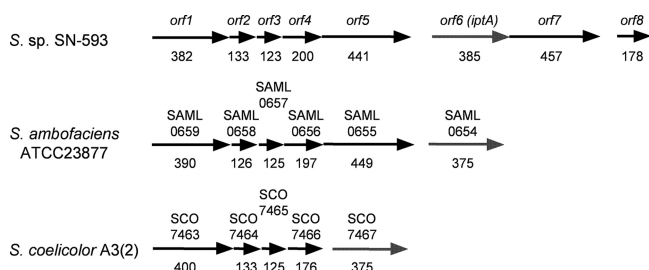 orf1 orf2 orf3 orf4 orf5 orf6 (iptA) orf7 orf8
S. sp. SN-593
382 133 123 200 441 385 457 178
SAML
0657
SAML SAML SAML SAML SAML
0659 0658 0656 0655 0654
S. ambofaciens
ATCC23877
390 126 125 197 449 375
SCO
7465
SCO SCO SCO SCO
7463 7464 7466 7467
S. coelicolor A3(2)
400 133 125 176 375